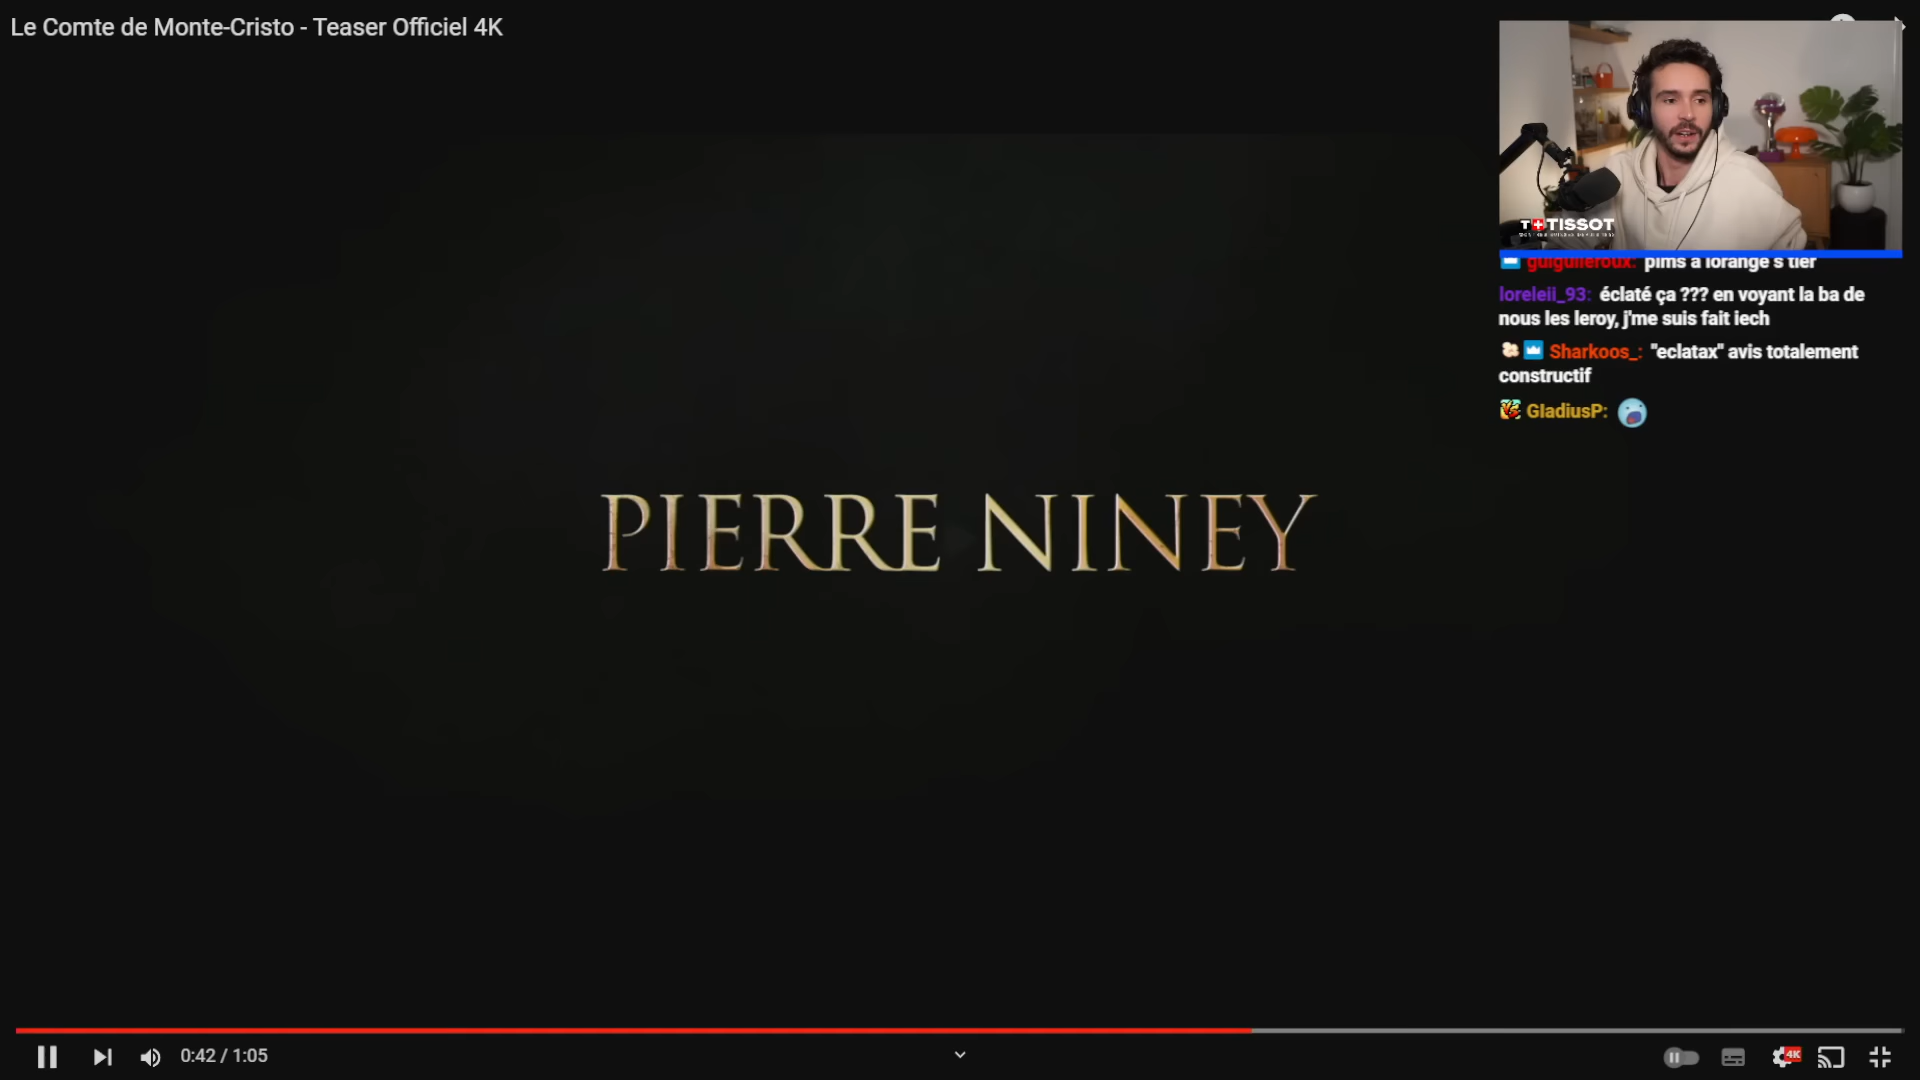 Le Comte de Monte-Cristo - Teaser Officiel 4K
TISSOT
guiguilleroux: pims a lorange s tier
loreleii_93: éclaté ça ??? en voyant la ba de
nous les leroy, j'me suis fait iech
Sharkoos_: "eclatax" avis totalement
constructif
GladiusP:
PIERRE NINEY
0:42 / 1:05
4K